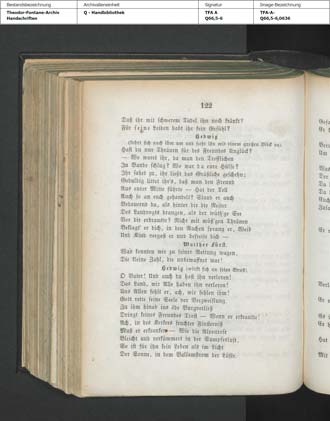 Bestandsbezeichnung
Theodor-Fontane-Archiv
Handschriften
Archivalieneinheit
Q - Handbibliothek
Signatur
TFA A
Q66,5-6
Image-Bezeichnung
TFA-A-
Q66,5-6,0636
122
Daß ihr mit schwerem Tadel ihn noch kränkt?
Für seine Leiden habt ihr kein Gefühl?
Hedwig
(kehrt sich nach ihm um und sieht ihn mit einem großen Blick an)
Hast du nur Thränen für des Freundes Unglück?
— Wo waret ihr, da man den Trefflichen
In Bande schlug? Wo war da eure Hülfe?
Ihr sahet zu, ihr ließt das Gräßliche geschehn;
Geduldig littet ihr's, daß man den Freund
Aus eurer Mitte führte — Hat der Tell
Auch so an euch gehandelt? Stand er auch
Bedauernd da, als hinter dir die Reiter
Des Landvogts drangen, als der wüth'ge See
Vor dir erbrauste? Nicht mit müß'gen Thränen
Beklagt' er dich, in den Nachen sprang er, Weib
Und Kind vergaß er und befreite dich —
Walther Fürst.
Was konnten wir zu seiner Rettung wagen,
Die kleine Zahl, die unbewaffnet war!
Hedwig (wirft sich an seine Brust)
O Vater! Und auch du hast ihn verloren!
Das Land, wir Alle haben ihn verloren!
Uns Allen fehlt er, ach, wir fehlen ihm!
Gott rette seine Seele vor Verzweiflung.
Zu ihm hinab ins öde Burgverließ
Dringt keines Freundes Trost — Wenn er erkrankte!
Ach, in des Kerkers feuchter Finsterniß
Muß er erkranken — Wie die Alpenrose
Bleicht und verkümmert in der Sumpfesluft,
So ist für ihn kein Leben als im Licht
Der Sonne, in dem Balsamstrom der Lüfte.